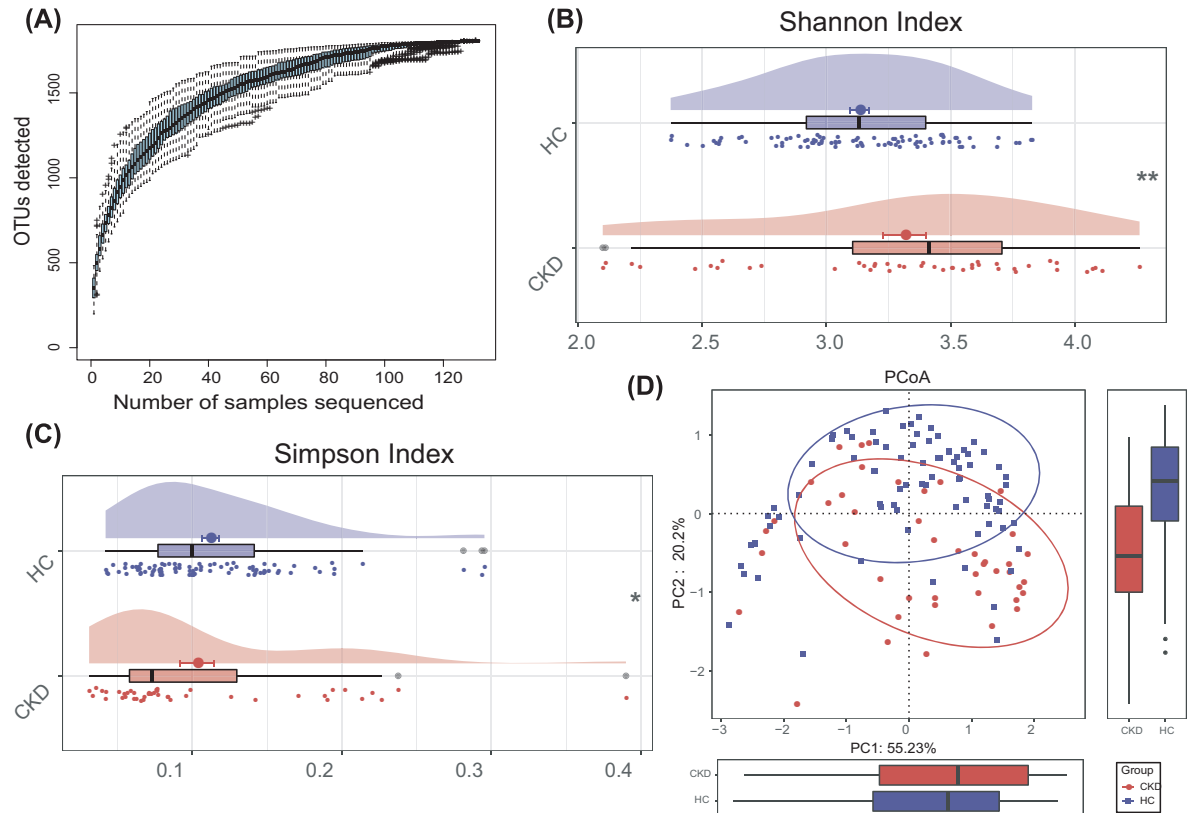 (A)
OTUs detected
1500
1000
500
0
0 20 40 60 80 100 120
Number of samples sequenced
(B)
Shannon Index
HC
**
CKD
2.0 2.5 3.0 3.5 4.0
(C)
Simpson Index
HC
*
CKD
0.1 0.2 0.3 0.4
(D)
PCoA
PC2 : 20.2%
1
0
−1
−2
−3 −2 −1 0 1 2
PC1: 55.23%
CKD HC
CKD
HC
Group
CKD
HC